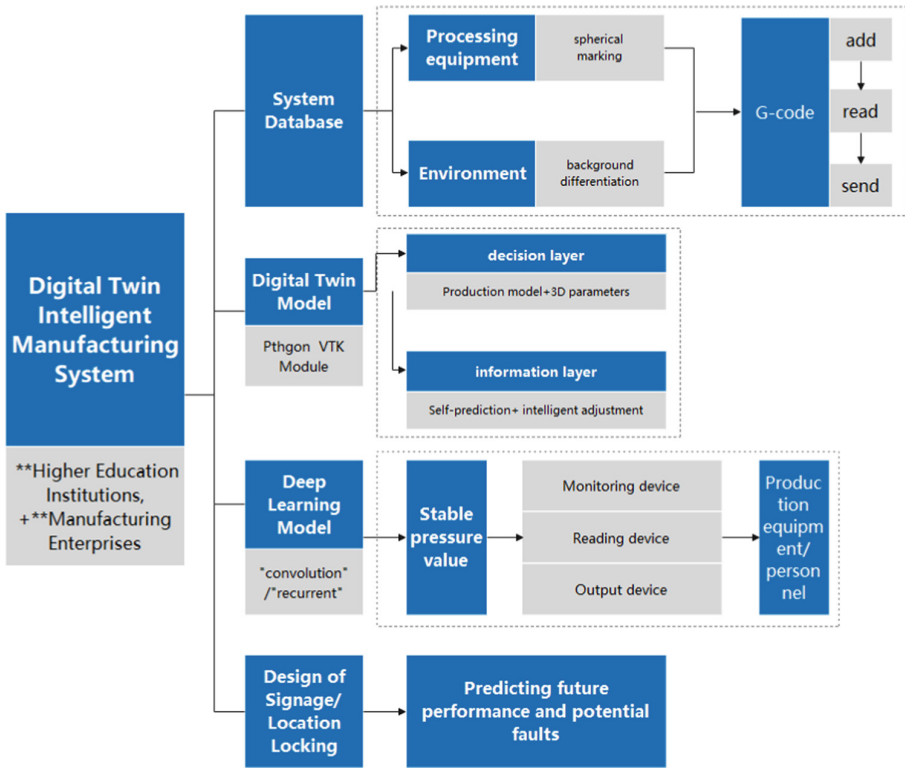 Digital Twin
Intelligent
Manufacturing
System
**Higher Education
Institutions,
+**Manufacturing
Enterprises
System
Database
Processing
equipment
spherical
marking
Environment
background
differentiation
G-code
add
read
send
Digital Twin
Model
Pthgon VTK
Module
decision layer
Production model+3D parameters
information layer
Self-prediction+ intelligent adjustment
Deep
Learning
Model
"convolution"
/"recurrent"
Stable
pressure
value
Monitoring device
Reading device
Output device
Produc
tion
equipm
ent/
person
nel
Design of
Signage/
Location
Locking
Predicting future
performance and potential
faults